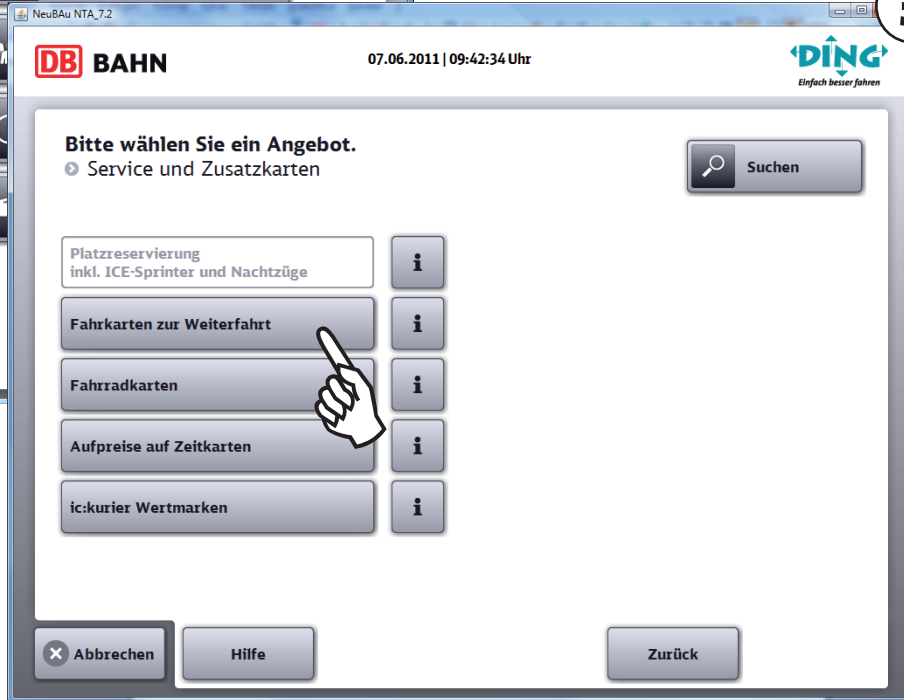 NeuBAu NTA_7.2
DB BAHN
07.06.2011 | 09:42:34 Uhr
DING
Einfach besser fahren
Bitte wählen Sie ein Angebot.
Service und Zusatzkarten
Suchen
Platzreservierung
inkl. ICE-Sprinter und Nachtzüge
i
Fahrkarten zur Weiterfahrt
i
Fahrradkarten
i
Aufpreise auf Zeitkarten
i
ic:kurier Wertmarken
i
Abbrechen
Hilfe
Zurück